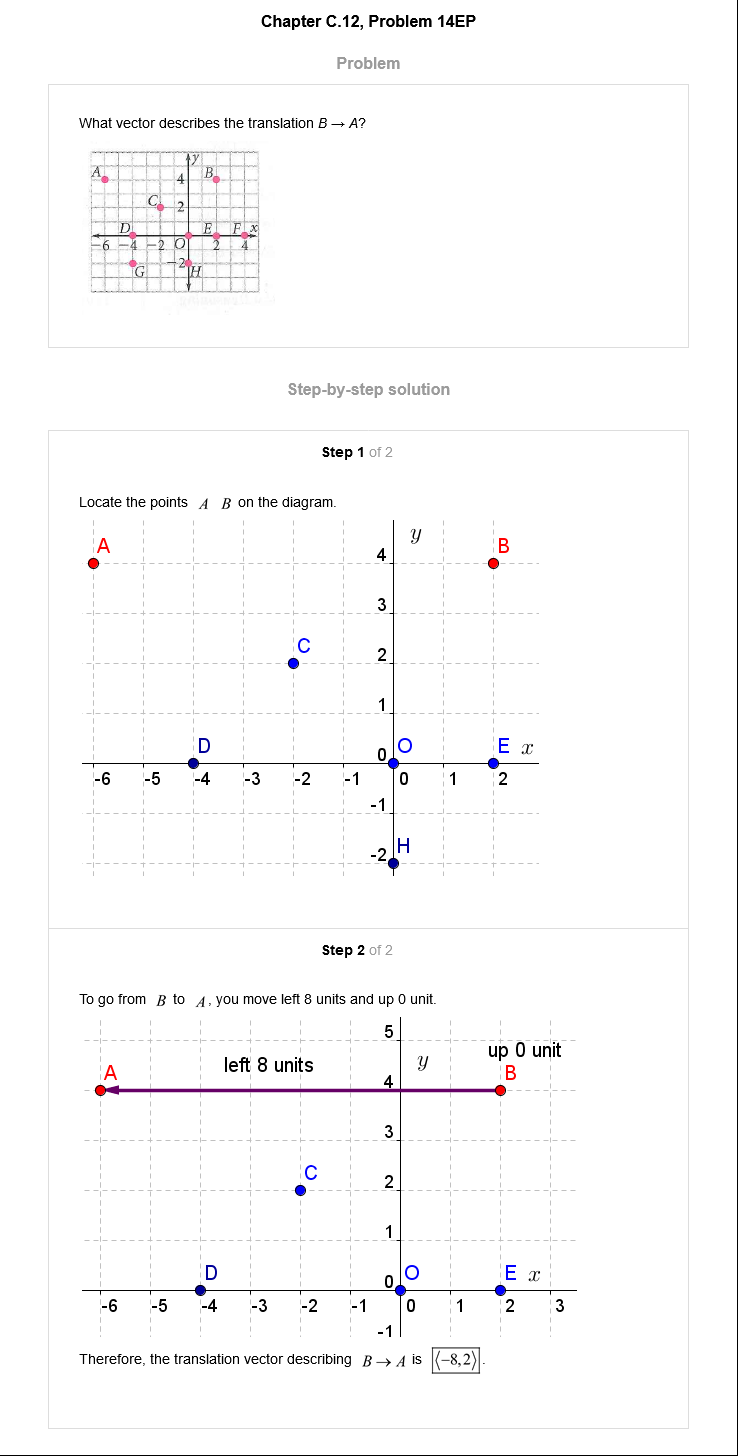 Chapter C.12, Problem 14EP
Problem
What vector describes the translation B → A?
y
A
4
B
C
2
D
E
F
x
−6 −4 −2 O 2 4
−2
G
H
Step-by-step solution
Step 1 of 2
Locate the points A B on the diagram.
y
A
B
4
3
C
2
1
D
O
E
x
0
-6 -5 -4 -3 -2 -1 0 1 2
-1
H
-2
Step 2 of 2
To go from B to A, you move left 8 units and up 0 unit.
5
up 0 unit
y
left 8 units
A
B
4
3
C
2
1
D
O
E
x
0
-6 -5 -4 -3 -2 -1 0 1 2 3
-1
Therefore, the translation vector describing B → A is ⟨−8,2⟩.